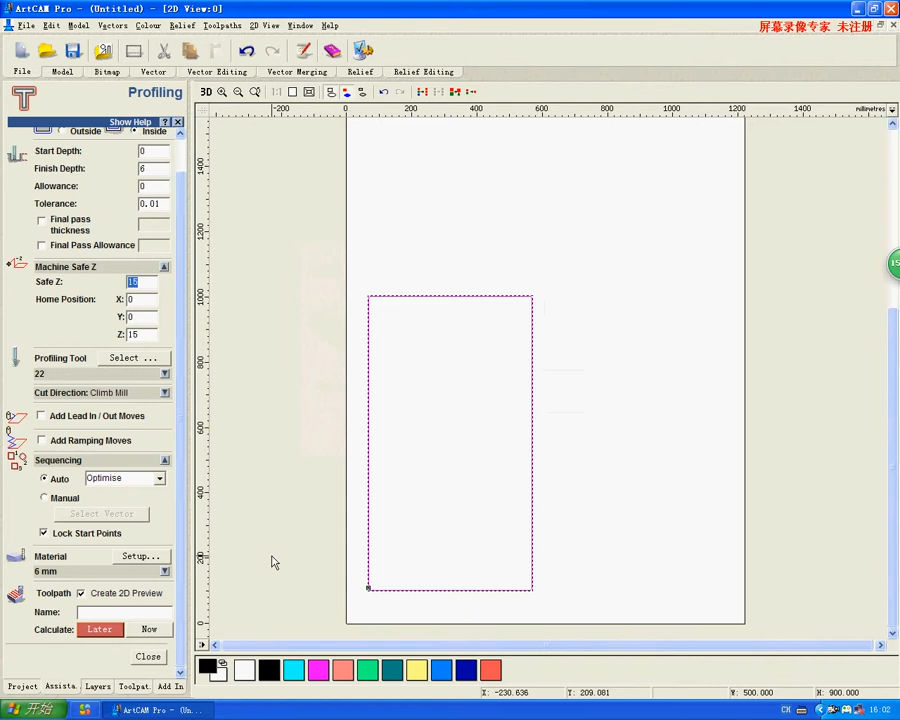 ArtCAM Pro - (Untitled) - [2D View:0]
File Edit Model Vectors Colour Relief Toolpaths 2D View Window Help
屏幕录像专家 未注册
File Model Bitmap Vector Vector Editing Vector Merging Relief Relief Editing
Profiling
3D 1:1
Show Help ? ×
-200 0 200 400 600 800 1000 1200 1400 millimetres
Outside Inside
Start Depth: 0
Finish Depth: 6
Allowance: 0
Tolerance: 0.01
Final pass thickness
Final Pass Allowance
Machine Safe Z
Safe Z: 15
Home Position: X: 0
Y: 0
Z: 15
Profiling Tool Select ...
22
Cut Direction: Climb Mill
Add Lead In / Out Moves
Add Ramping Moves
Sequencing
Auto Optimise
Manual
Select Vector
Lock Start Points
Material Setup...
6 mm
Toolpath Create 2D Preview
Name:
Calculate: Later Now
Close
1400
1200
1000
800
600
400
200
0
15
Project Assista. Layers Toolpat. Add In
X: -230.636 Y: 209.081 W: 500.000 H: 900.000
开始 ArtCAM Pro - (Un... CH 16:02